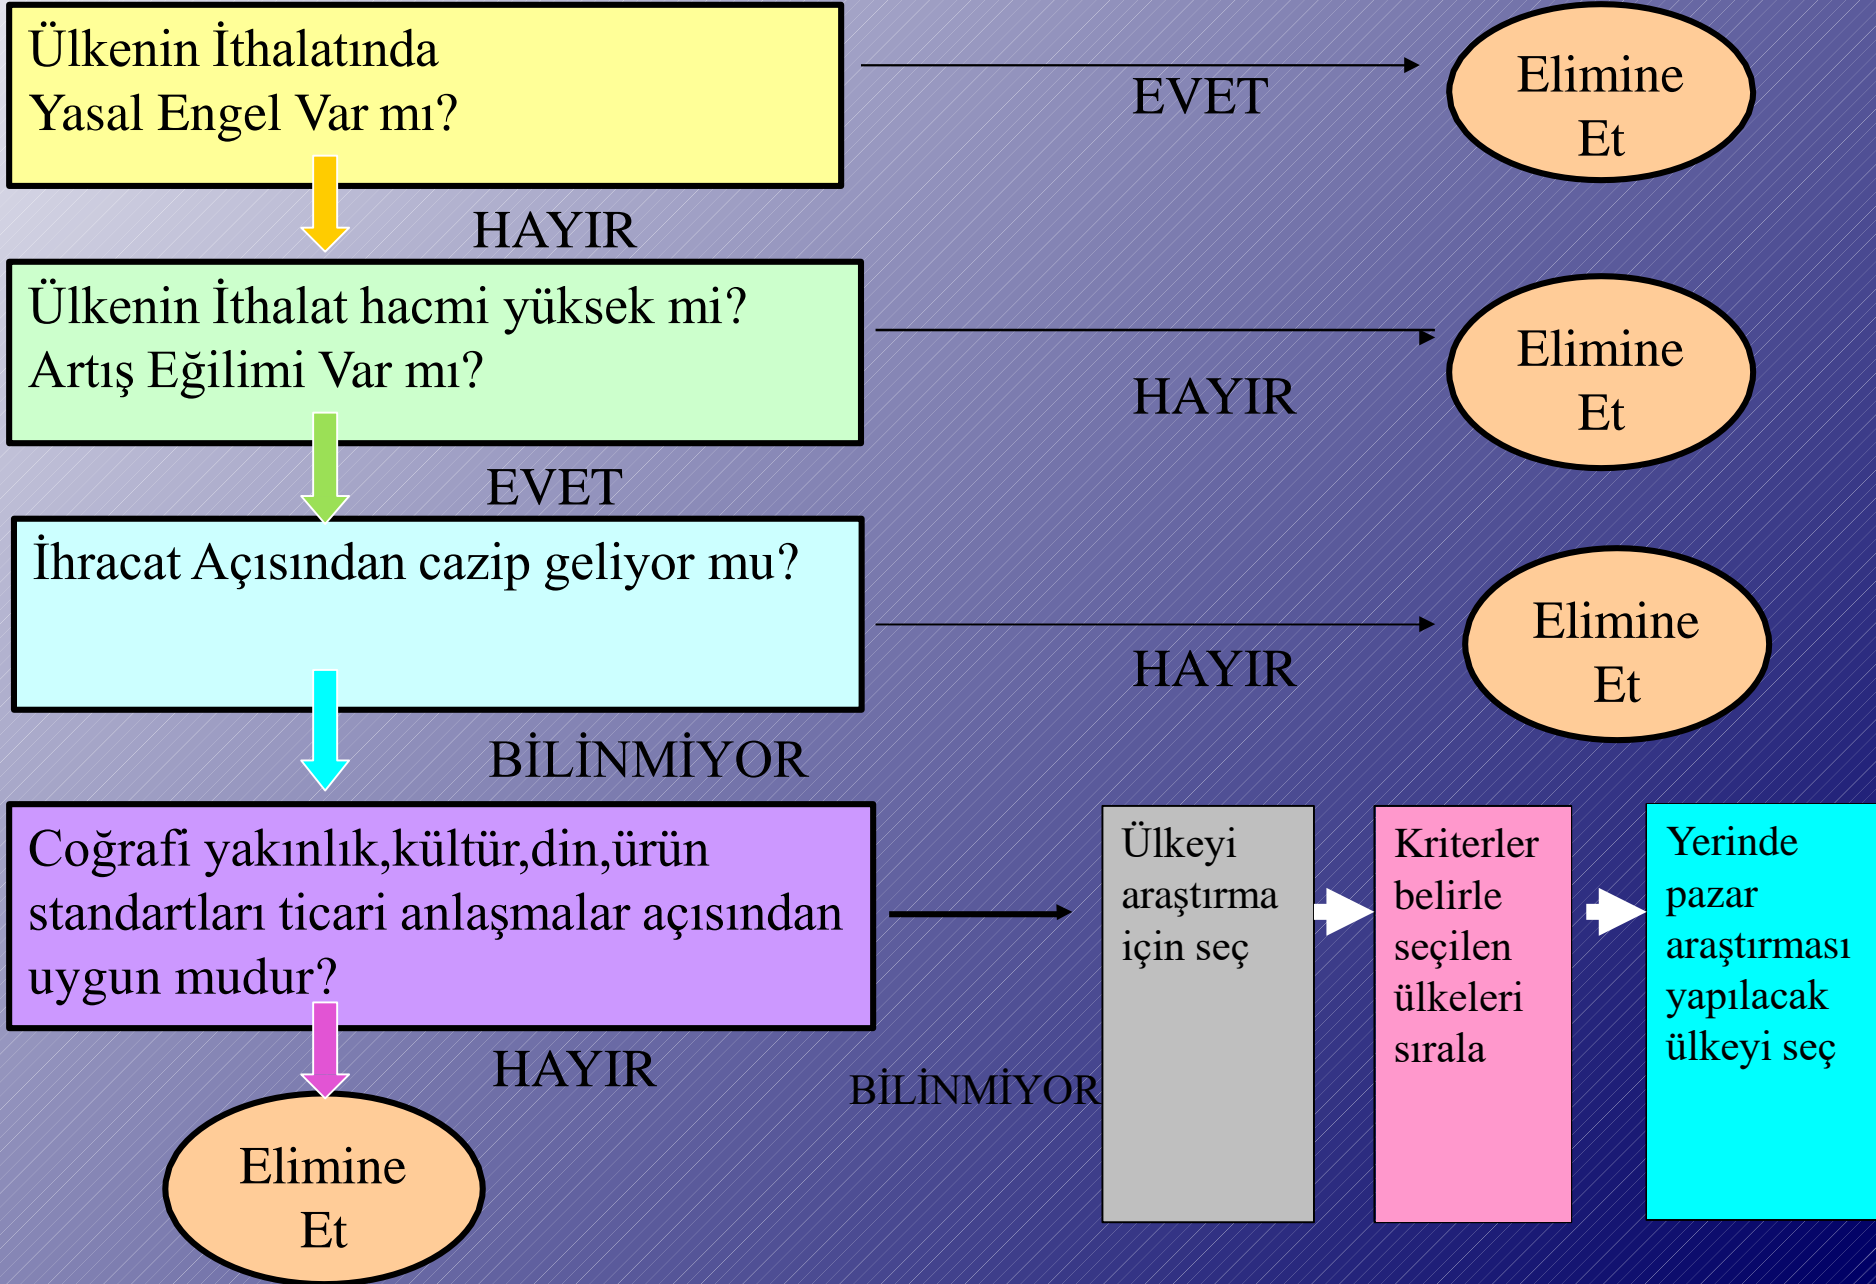 Ülkenin İthalatında
Yasal Engel Var mı?
EVET
Elimine
Et
HAYIR
Ülkenin İthalat hacmi yüksek mi?
Artış Eğilimi Var mı?
HAYIR
Elimine
Et
EVET
İhracat Açısından cazip geliyor mu?
HAYIR
Elimine
Et
BİLİNMİYOR
Coğrafi yakınlık,kültür,din,ürün
standartları ticari anlaşmalar açısından
uygun mudur?
HAYIR
Elimine
Et
BİLİNMİYOR
Ülkeyi
araştırma
için seç
Kriterler
belirle
seçilen
ülkeleri
sırala
Yerinde
pazar
araştırması
yapılacak
ülkeyi seç